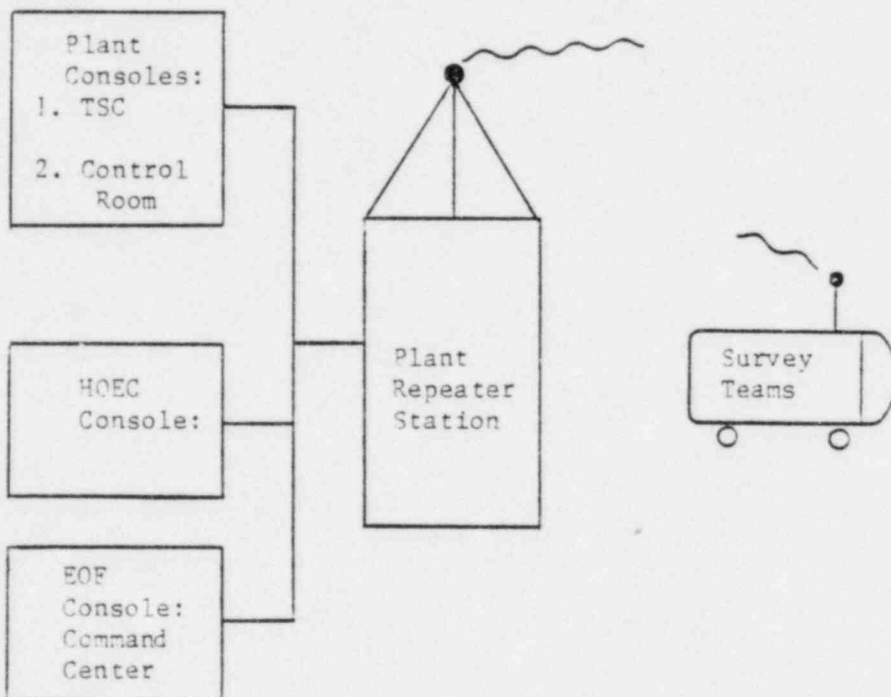 Plant
Consoles:
1. TSC
2. Control
Room
HOEC
Console:
EOF
Console:
Command
Center
Plant
Repeater
Station
Survey
Teams